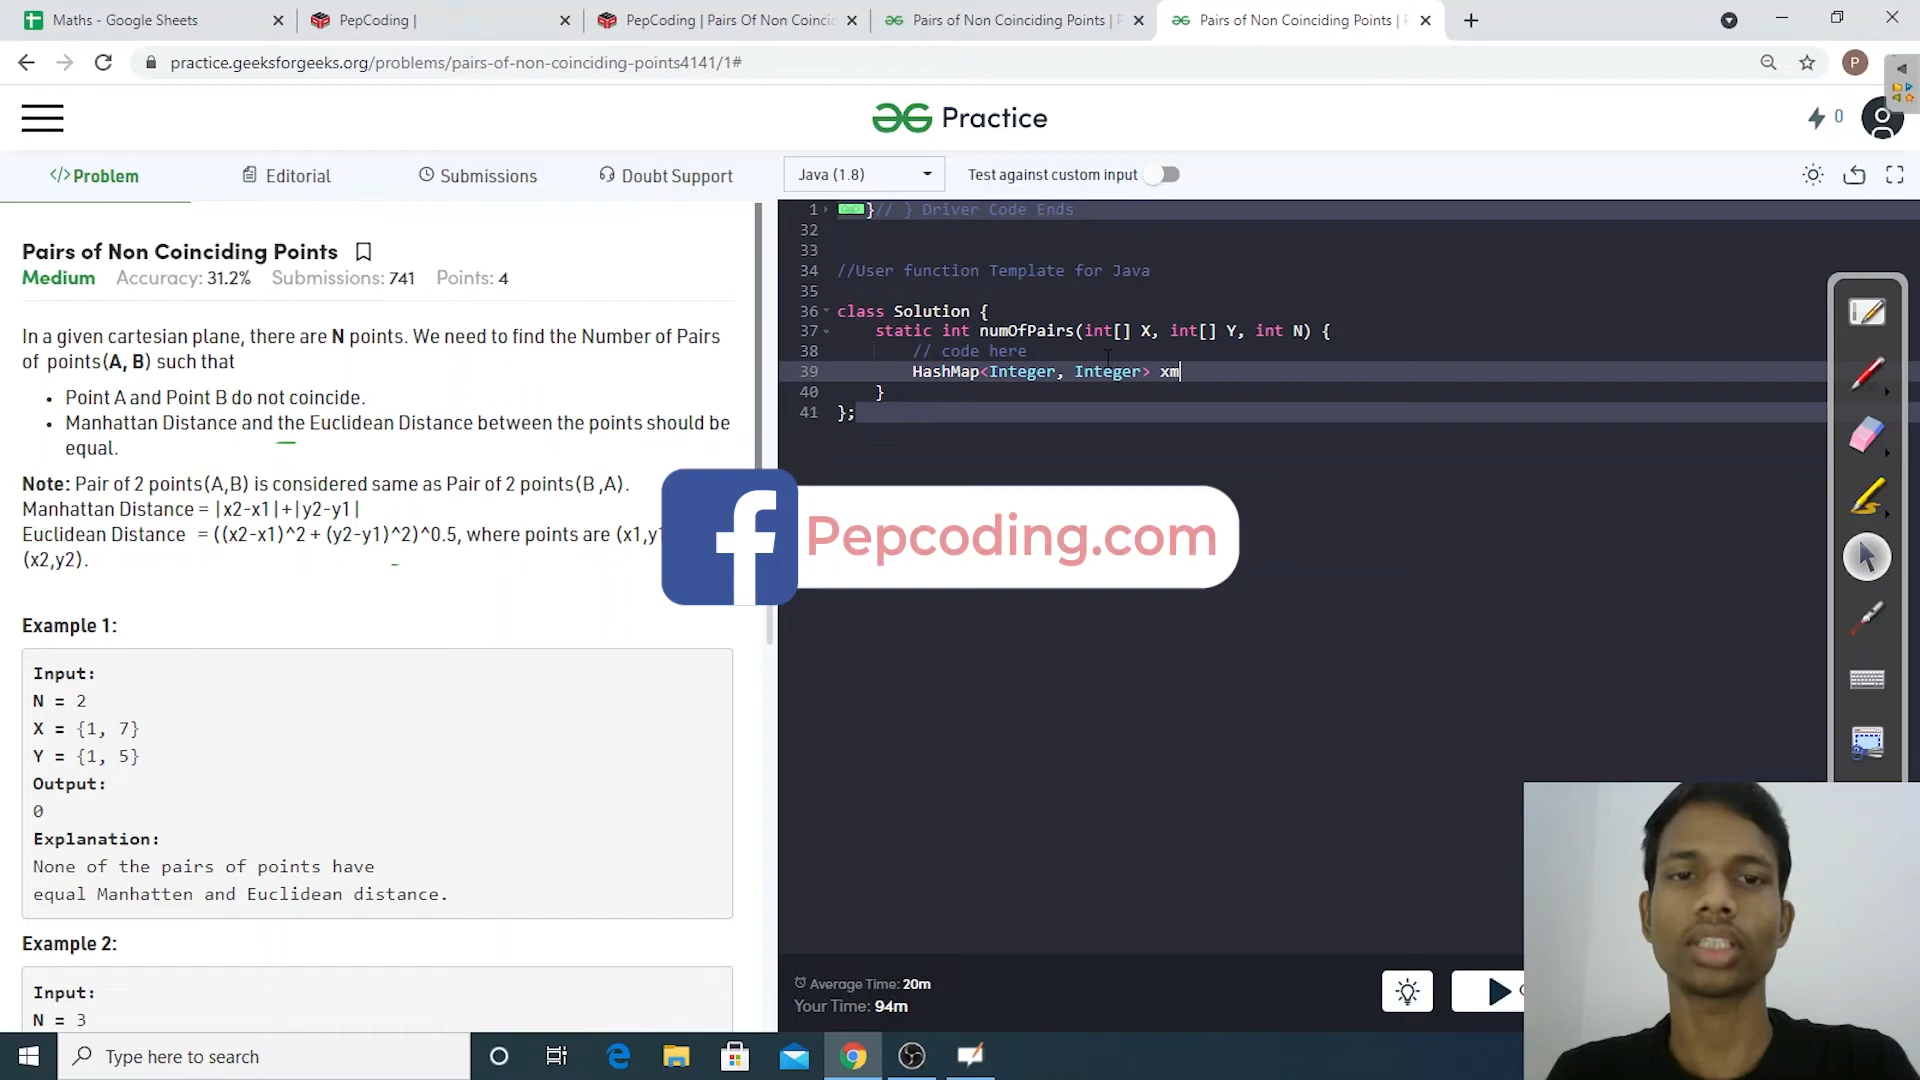 Maths - Google Sheets
PepCoding |
PepCoding | Pairs Of Non Coincid
Pairs of Non Coinciding Points | P
Pairs of Non Coinciding Points | P
practice.geeksforgeeks.org/problems/pairs-of-non-coinciding-points4141/1#
P
Practice
0
</>Problem
Editorial
Submissions
Doubt Support
Java (1.8)
Test against custom input
Pairs of Non Coinciding Points
Medium Accuracy: 31.2% Submissions: 741 Points: 4
In a given cartesian plane, there are N points. We need to find the Number of Pairs
of points(A, B) such that
• Point A and Point B do not coincide.
• Manhattan Distance and the Euclidean Distance between the points should be
equal.
Note: Pair of 2 points(A,B) is considered same as Pair of 2 points(B ,A).
Manhattan Distance = |x2-x1|+|y2-y1|
Euclidean Distance = ((x2-x1)^2 + (y2-y1)^2)^0.5, where points are (x1,y1
(x2,y2).
Example 1:
Input:
N = 2
X = {1, 7}
Y = {1, 5}
Output:
0
Explanation:
None of the pairs of points have
equal Manhatten and Euclidean distance.
Example 2:
Input:
N = 3
1 }// } Driver Code Ends
32
33
34 //User function Template for Java
35
36 class Solution {
37 static int numOfPairs(int[] X, int[] Y, int N) {
38 // code here
39 HashMap<Integer, Integer> xm
40 }
41 };
f Pepcoding.com
Average Time: 20m
Your Time: 94m
Type here to search